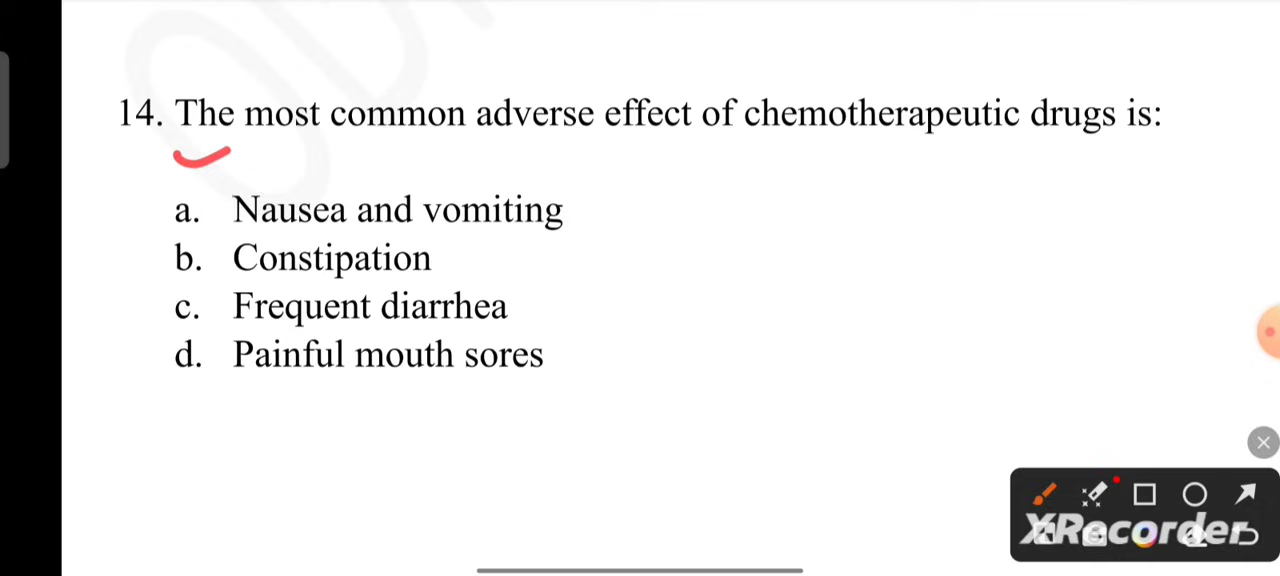 14. The most common adverse effect of chemotherapeutic drugs is:
a. Nausea and vomiting
b. Constipation
c. Frequent diarrhea
d. Painful mouth sores
XRecorder